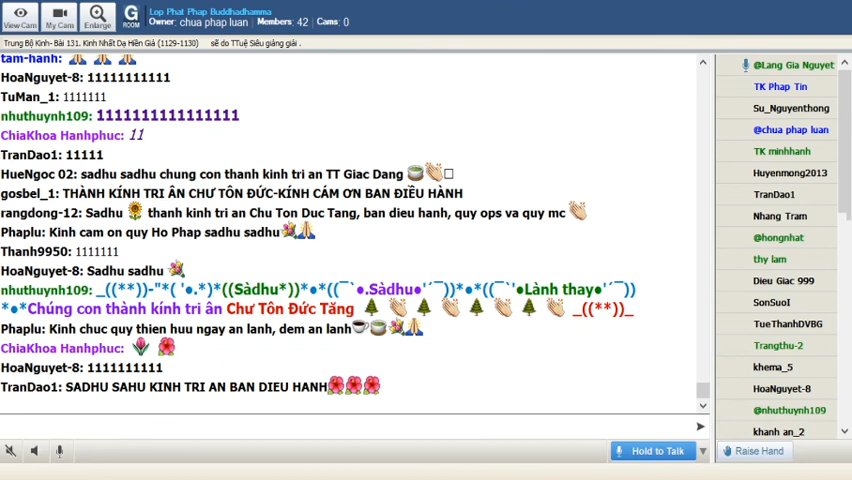 Lop Phat Phap Buddhadhamma
Owner: chua phap luan Members: 42 Cams: 0
View Cam
My Cam
Enlarge
G
ROOM
Trung Bộ Kinh- Bài 131. Kinh Nhất Dạ Hiền Giả (1129-1130) sẽ do TTuệ Siêu giảng giải .
tam-hanh: 🙏 🙏 🙏
HoaNguyet-8: 11111111111
TuMan_1: 1111111
nhuthuynh109: 1111111111111111
ChiaKhoa Hanhphuc: 11
TranDao1: 11111
HueNgoc 02: sadhu sadhu chung con thanh kinh tri an TT Giac Dang 🍵👏□
gosbel_1: THÀNH KÍNH TRI ÂN CHƯ TÔN ĐỨC-KÍNH CÁM ƠN BAN ĐIỀU HÀNH
rangdong-12: Sadhu 🌻 thanh kinh tri an Chu Ton Duc Tang, ban dieu hanh, quy ops va quy mc 👏
Phaplu: Kinh cam on quy Ho Phap sadhu sadhu💐🙏
Thanh9950: 1111111
HoaNguyet-8: Sadhu sadhu 💐
nhuthuynh109: _((**))-"*( '●.*)*((Sàdhu*))*●*((¯`●.Sàdhu●'´¯))*●*((¯`'●Lành thay●'´¯))
*●*Chúng con thành kính tri ân Chư Tôn Đức Tăng 🌲 👏 🌲 👏 🌲 👏 🌲 👏 _((**))_
Phaplu: Kinh chuc quy thien huu ngay an lanh, dem an lanh☕🍵💐🙏
ChiaKhoa Hanhphuc: 🌷 🌺
HoaNguyet-8: 1111111111
TranDao1: SADHU SAHU KINH TRI AN BAN DIEU HANH🌺🌺🌺
Hold to Talk
@Lang Gia Nguyet
TK Phap Tin
Su_Nguyenthong
@chua phap luan
TK minhhanh
Huyenmong2013
TranDao1
Nhang Tram
@hongnhat
thy lam
Dieu Giac 999
SonSuoI
TueThanhDVBG
Trangthu-2
khema_5
HoaNguyet-8
@nhuthuynh109
khanh an_2
Raise Hand